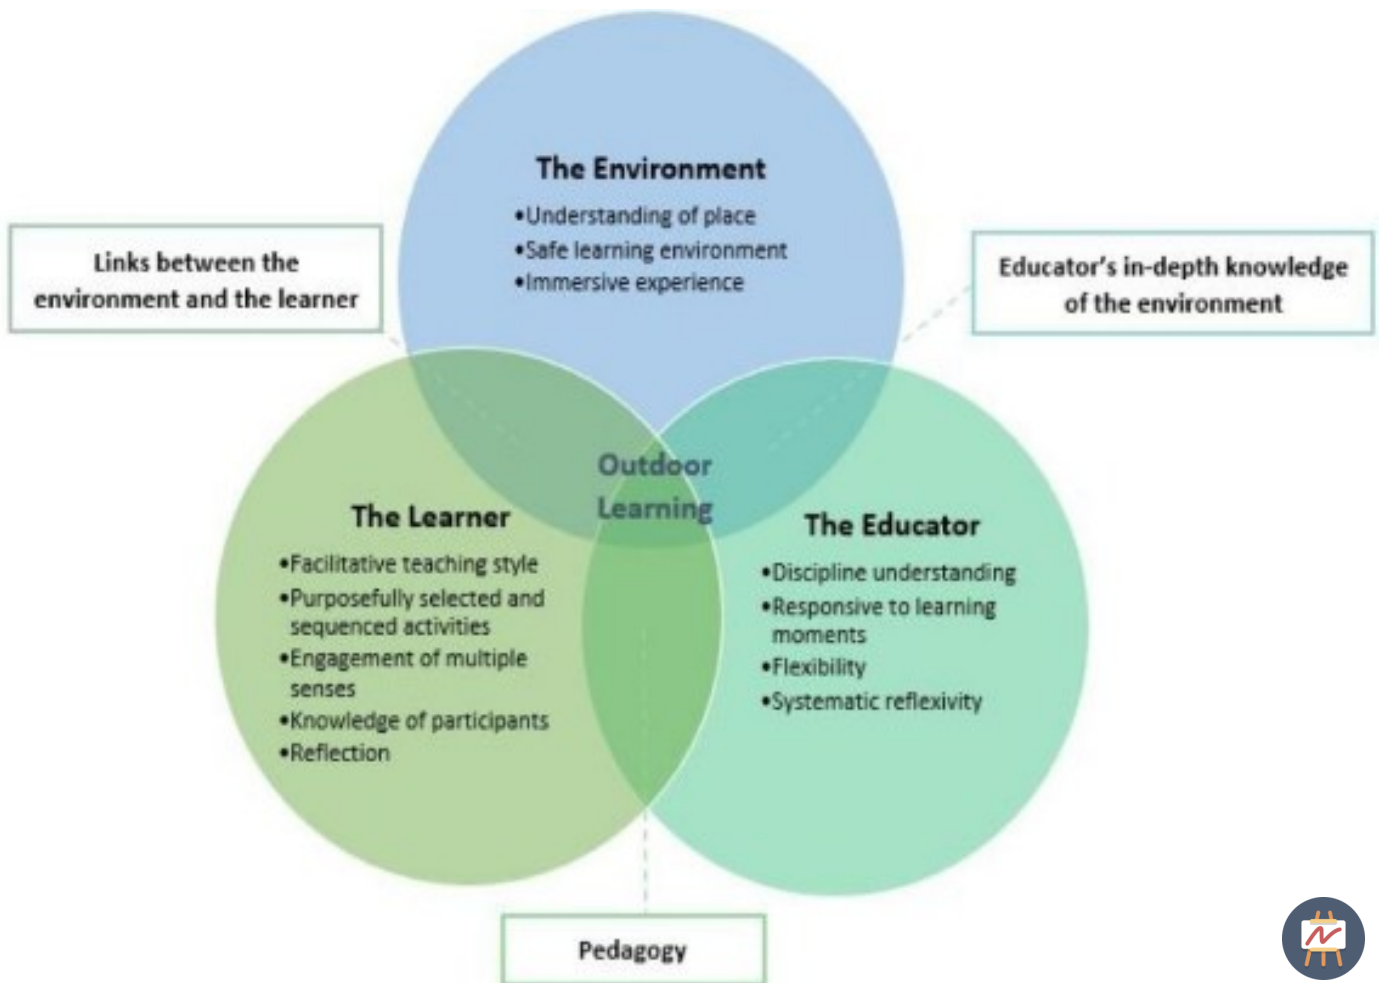 The Environment
•Understanding of place
•Safe learning environment
•Immersive experience
Links between the
environment and the learner
Educator's in-depth knowledge
of the environment
Outdoor
Learning
The Learner
•Facilitative teaching style
•Purposefully selected and
sequenced activities
•Engagement of multiple
senses
•Knowledge of participants
•Reflection
The Educator
•Discipline understanding
•Responsive to learning
moments
•Flexibility
•Systematic reflexivity
Pedagogy